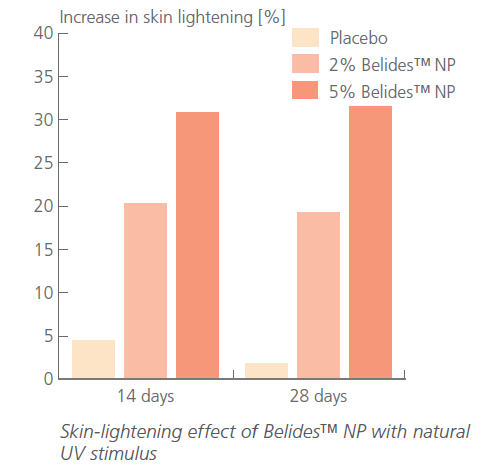 Increase in skin lightening [%]
40
35
30
25
20
15
10
5
0
Placebo
2% Belides™ NP
5% Belides™ NP
14 days
28 days
Skin-lightening effect of Belides™ NP with natural
UV stimulus